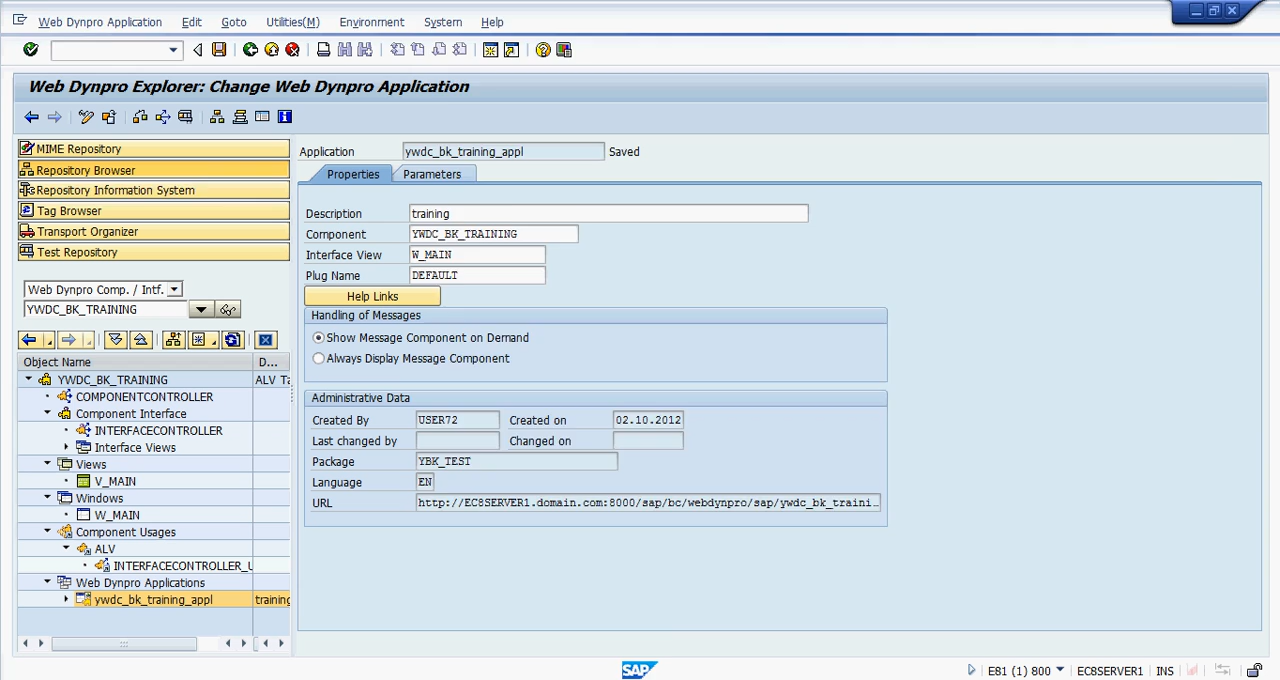 Web Dynpro Application Edit Goto Utilities(M) Environment System Help
Web Dynpro Explorer: Change Web Dynpro Application
MIME Repository
Repository Browser
Repository Information System
Tag Browser
Transport Organizer
Test Repository
Web Dynpro Comp. / Intf.
YWDC_BK_TRAINING
Object Name D...
YWDC_BK_TRAINING ALV Ta
COMPONENTCONTROLLER
Component Interface
INTERFACECONTROLLER
Interface Views
Views
V_MAIN
Windows
W_MAIN
Component Usages
ALV
INTERFACECONTROLLER_U
Web Dynpro Applications
ywdc_bk_training_appl training
Application ywdc_bk_training_appl Saved
Properties Parameters
Description training
Component YWDC_BK_TRAINING
Interface View W_MAIN
Plug Name DEFAULT
Help Links
Handling of Messages
Show Message Component on Demand
Always Display Message Component
Administrative Data
Created By USER72 Created on 02.10.2012
Last changed by Changed on
Package YBK_TEST
Language EN
URL http://EC8SERVER1.domain.com:8000/sap/bc/webdynpro/sap/ywdc_bk_traini…
SAP E81 (1) 800 EC8SERVER1 INS